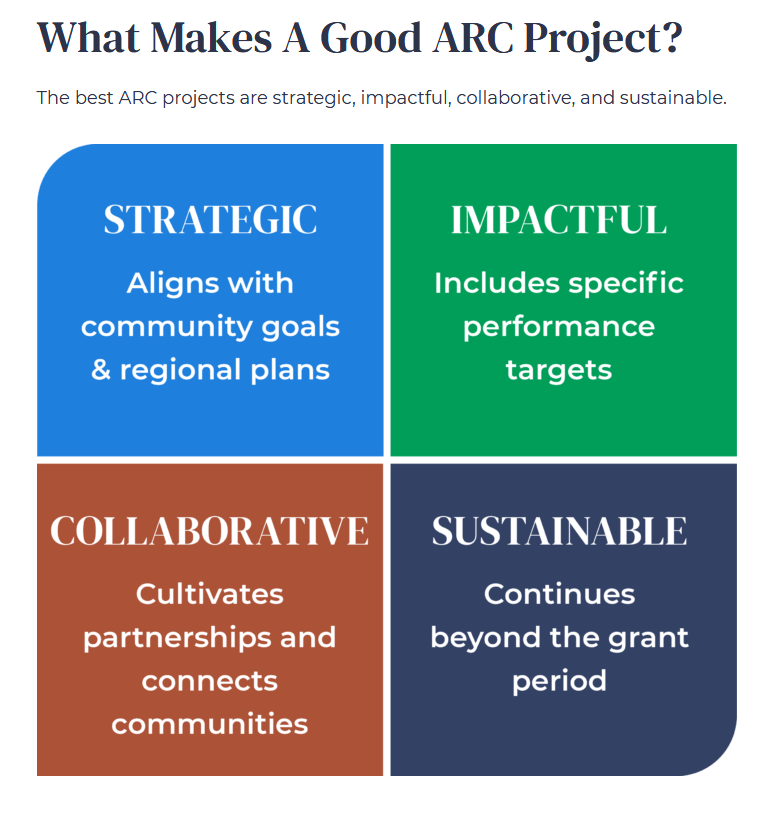 What Makes A Good ARC Project?
The best ARC projects are strategic, impactful, collaborative, and sustainable.
STRATEGIC
Aligns with
community goals
& regional plans
IMPACTFUL
Includes specific
performance
targets
COLLABORATIVE
Cultivates
partnerships and
connects
communities
SUSTAINABLE
Continues
beyond the grant
period